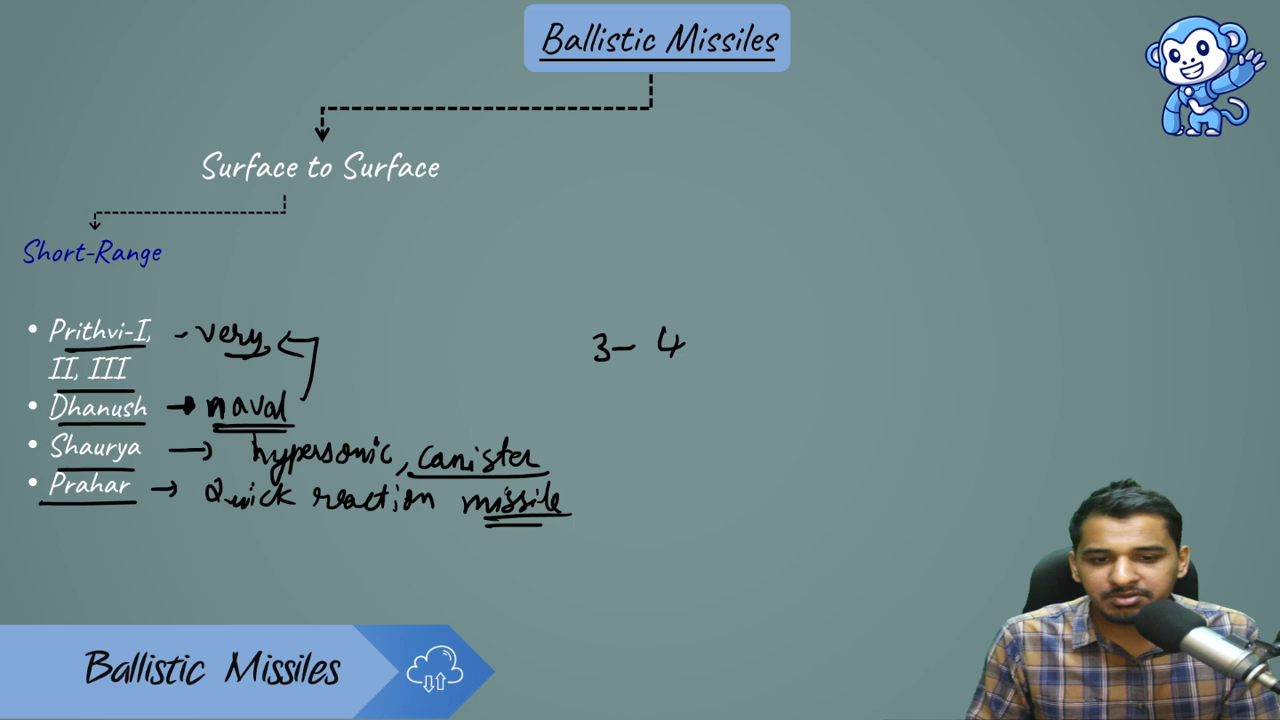 Ballistic Missiles
Surface to Surface
Short-Range
• Prithvi-I, - very
II, III
• Dhanush → naval
• Shaurya → hypersonic, canister
• Prahar → Quick reaction missile
3- 4
Ballistic Missiles